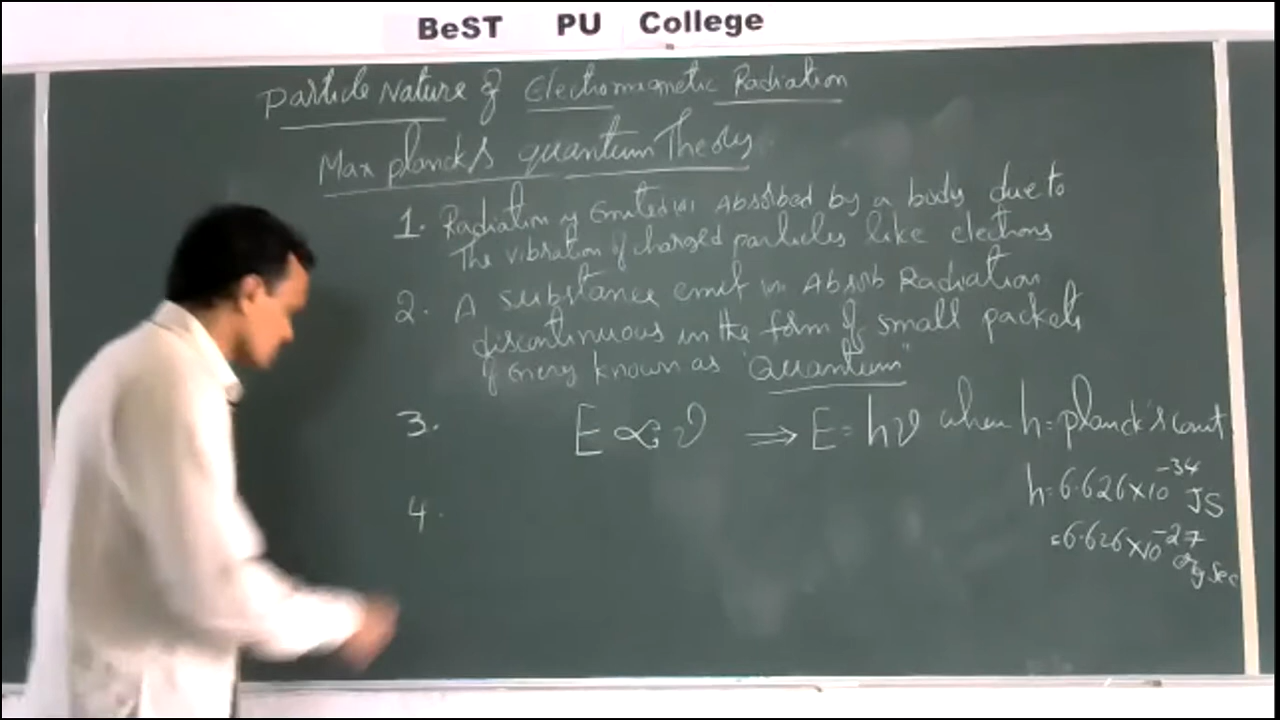 BeST PU College
Particle Nature of Electromagnetic Radiation
Max planck's quantum Theory
1. Radiation is Emitted or Absorbed by a body due to
The vibration of charged particles like electrons
2. A substance emit or Absorb Radiation
discontinuous in the form of small packets
of Energy known as "Quantum"
3. E ∝ ν ⇒ E = hν when h = planck's const
h = 6.626×10⁻³⁴ JS
4.
= 6.626×10⁻²⁷
erg sec